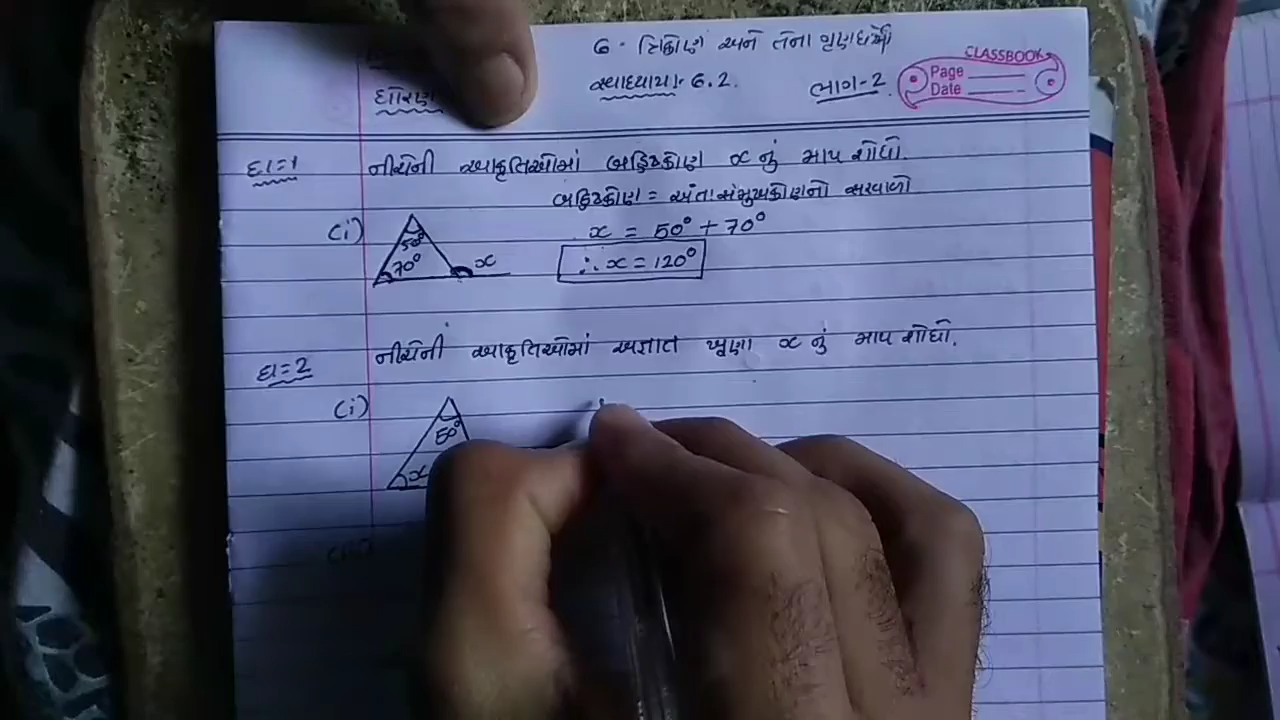 6. ત્રિકોણ અને તેના ગુણધર્મો
સ્વાધ્યાય:- 6.2.
ભાગ-2.
CLASSBOOK
Page
Date
ધોરણ
દા=1
નીચેની આકૃતિઓમાં બહિષ્કોણ x નું માપ શોધો.
બહિષ્કોણ = અંતઃસંમુખકોણનો સરવાળો
(i)
50°
70°
x
x = 50° + 70°
∴ x = 120°
દા=2
નીચેની આકૃતિઓમાં અજ્ઞાત ખૂણા x નું માપ શોધો.
(i)
50°
x